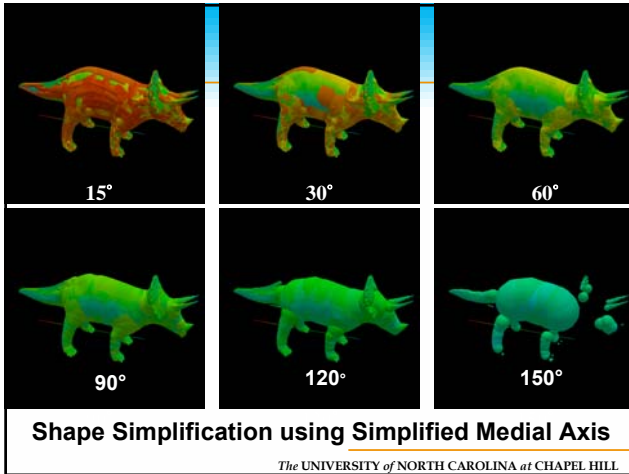 15° 30° 60°
90° 120° 150°
Shape Simplification using Simplified Medial Axis
The UNIVERSITY of NORTH CAROLINA at CHAPEL HILL